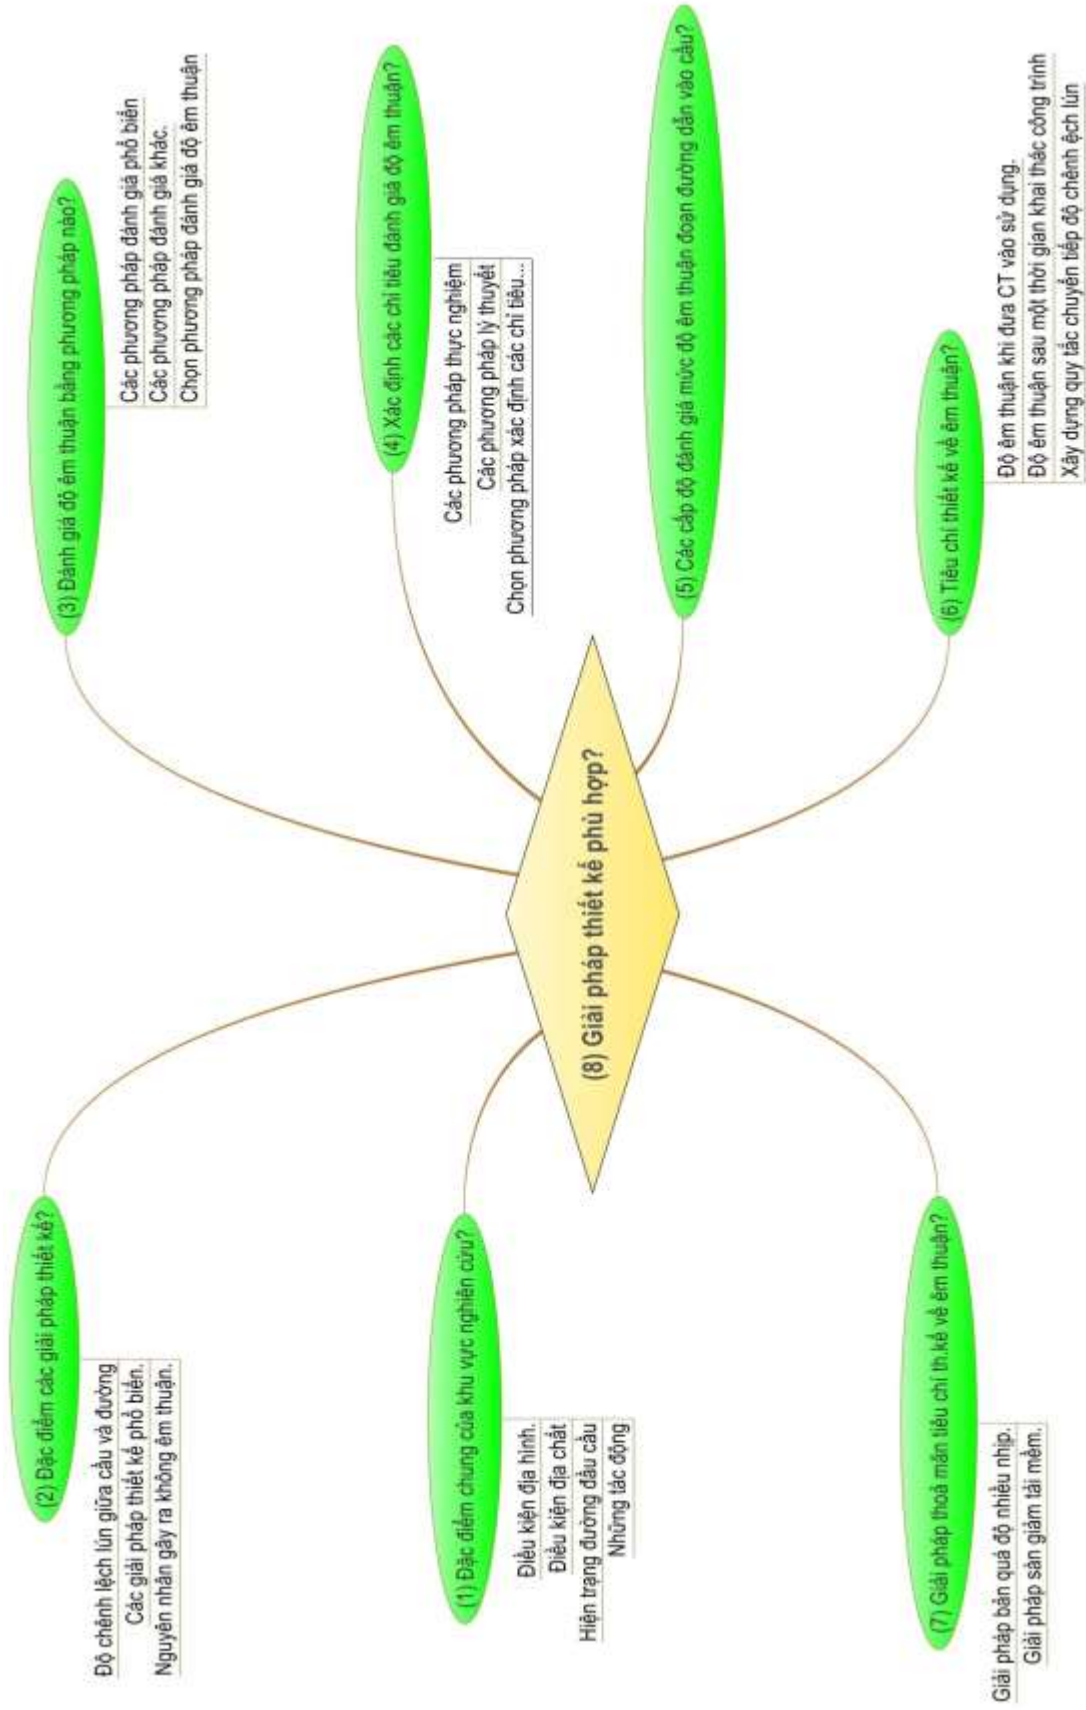 (2) Đặc điểm các giải pháp thiết kế?
Độ chênh lệch lún giữa cầu và đường
Các giải pháp thiết kế phổ biến.
Nguyên nhân gây ra không êm thuận.
(1) Đặc điểm chung của khu vực nghiên cứu?
Điều kiện địa hình.
Điều kiện địa chất
Hiện trạng đường đầu cầu
Những tác động
(7) Giải pháp thoả mãn tiêu chí th.kế về êm thuận?
Giải pháp bản quá độ nhiều nhịp.
Giải pháp sàn giảm tải mềm.
(8) Giải pháp thiết kế phù hợp?
(3) Đánh giá độ êm thuận bằng phương pháp nào?
Các phương pháp đánh giá phổ biến
Các phương pháp đánh giá khác.
Chọn phương pháp đánh giá độ êm thuận
(4) Xác định các chỉ tiêu đánh giá độ êm thuận?
Các phương pháp thực nghiệm
Các phương pháp lý thuyết
Chọn phương pháp xác định các chỉ tiêu...
(5) Các cấp độ đánh giá mức độ êm thuận đoạn đường dẫn vào cầu?
(6) Tiêu chí thiết kế về êm thuận?
Độ êm thuận khi đưa CT vào sử dụng.
Độ êm thuận sau một thời gian khai thác công trình
Xây dựng quy tắc chuyển tiếp độ chênh ệch lún